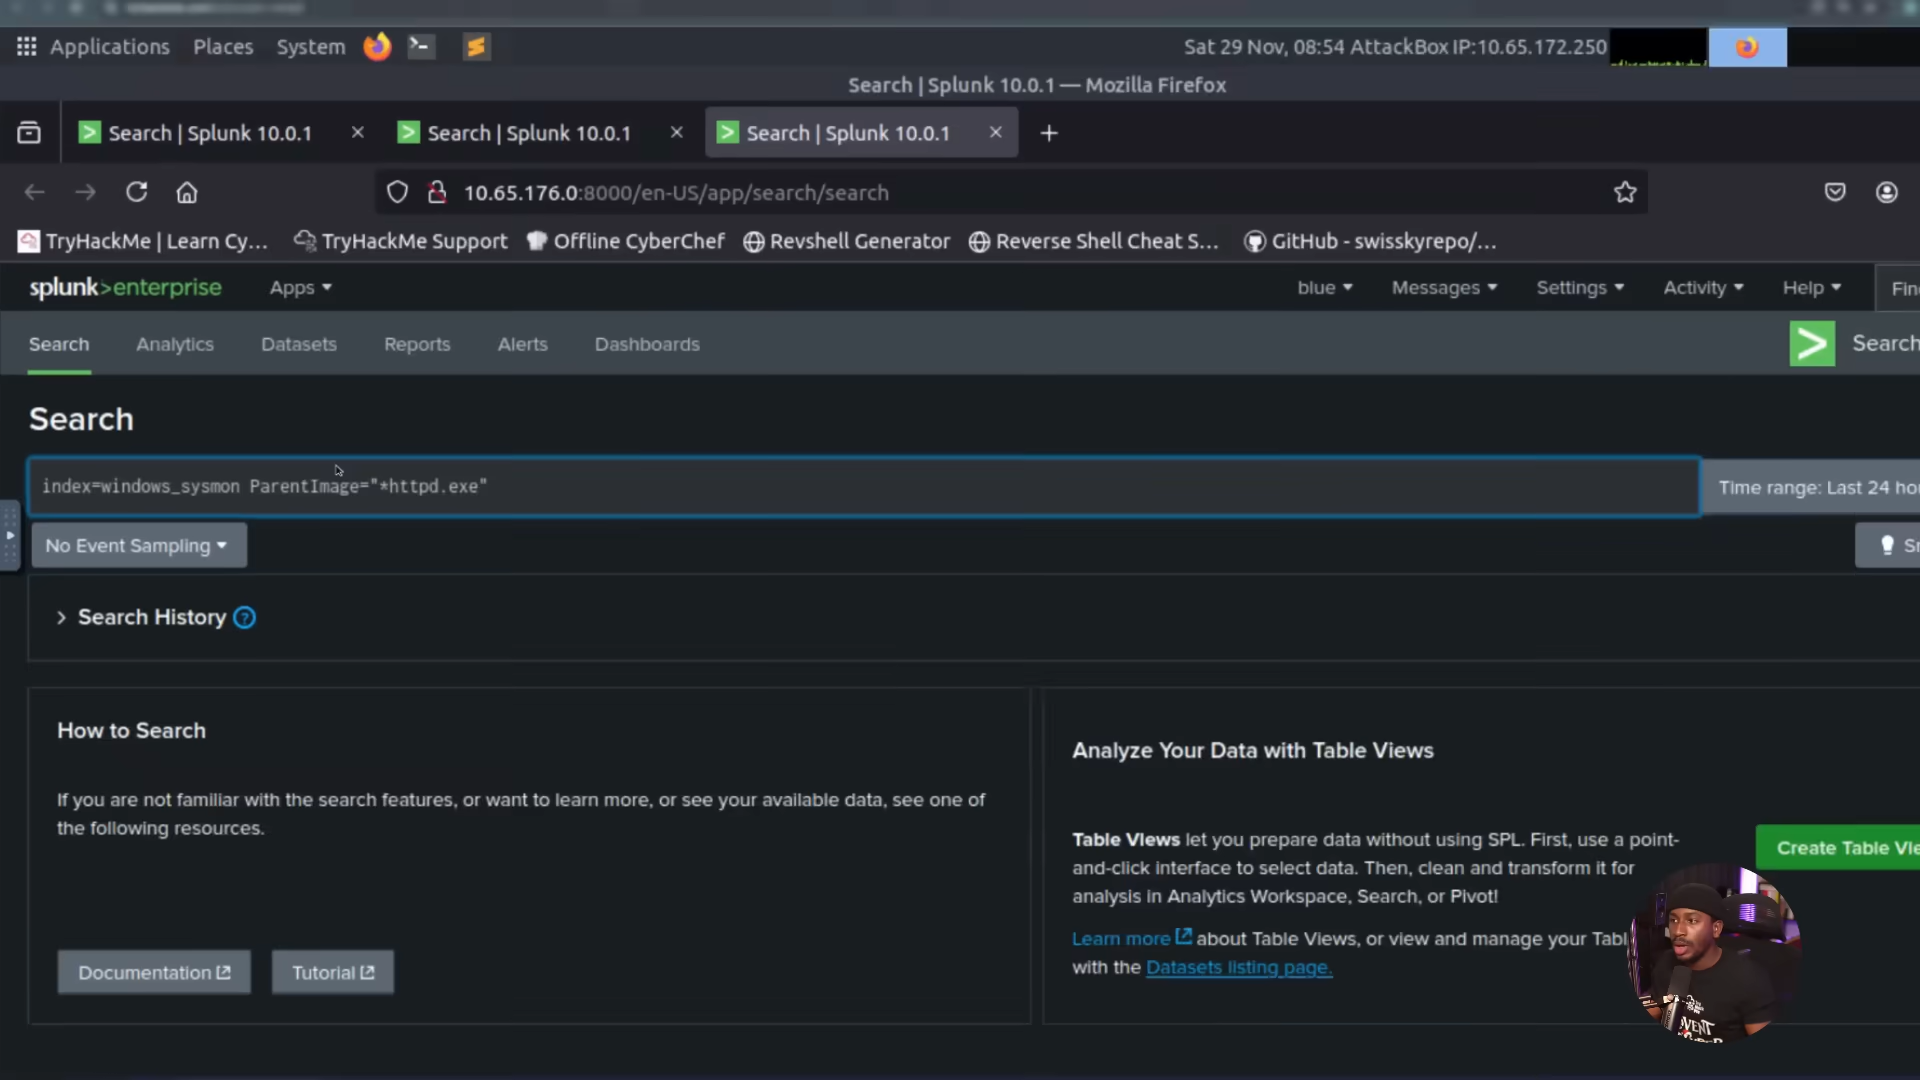 Applications Places System
Sat 29 Nov, 08:54 AttackBox IP:10.65.172.250
Search | Splunk 10.0.1 — Mozilla Firefox
Search | Splunk 10.0.1
Search | Splunk 10.0.1
Search | Splunk 10.0.1
10.65.176.0:8000/en-US/app/search/search
TryHackMe | Learn Cy... TryHackMe Support Offline CyberChef Revshell Generator Reverse Shell Cheat S... GitHub - swisskyrepo/...
splunk>enterprise Apps blue Messages Settings Activity Help Fin
Search Analytics Datasets Reports Alerts Dashboards Search
Search
index=windows_sysmon ParentImage="*httpd.exe"
Time range: Last 24 hou
No Event Sampling
Search History ?
How to Search
If you are not familiar with the search features, or want to learn more, or see your available data, see one of
the following resources.
Documentation Tutorial
Analyze Your Data with Table Views
Table Views let you prepare data without using SPL. First, use a point-
and-click interface to select data. Then, clean and transform it for
analysis in Analytics Workspace, Search, or Pivot!
Learn more about Table Views, or view and manage your Tabl
with the Datasets listing page.
Create Table Vie